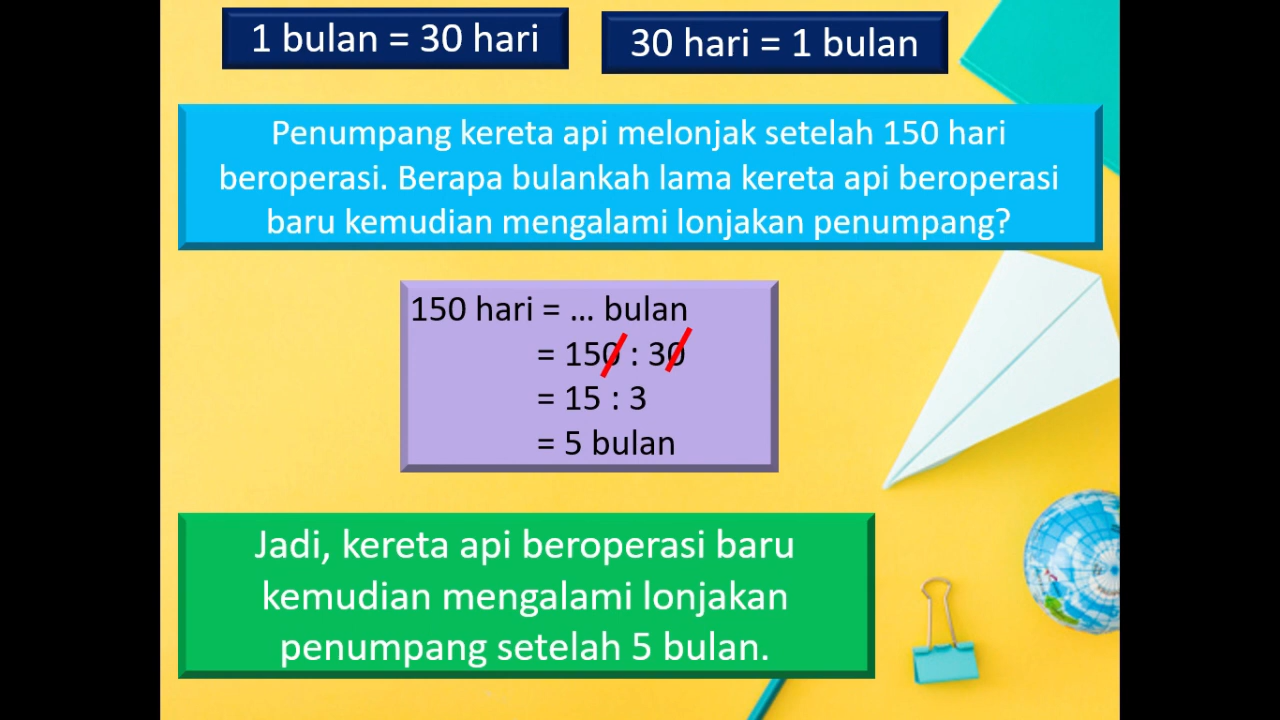 1 bulan = 30 hari
30 hari = 1 bulan
Penumpang kereta api melonjak setelah 150 hari
beroperasi. Berapa bulankah lama kereta api beroperasi
baru kemudian mengalami lonjakan penumpang?
150 hari = ... bulan
= 150 : 30
= 15 : 3
= 5 bulan
Jadi, kereta api beroperasi baru
kemudian mengalami lonjakan
penumpang setelah 5 bulan.